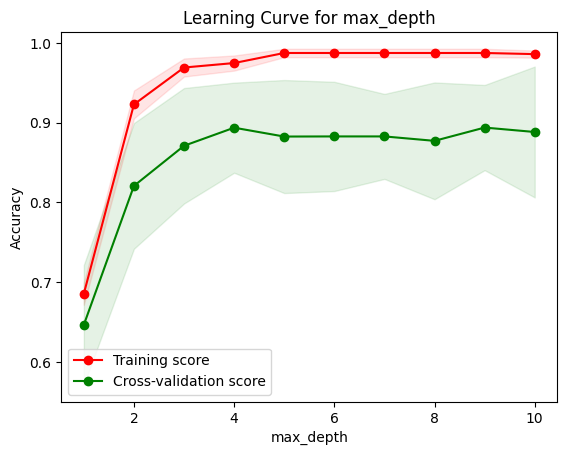 Learning Curve for max_depth
Accuracy
1.0
0.9
0.8
0.7
0.6
Training score
Cross-validation score
2 4 6 8 10
max_depth